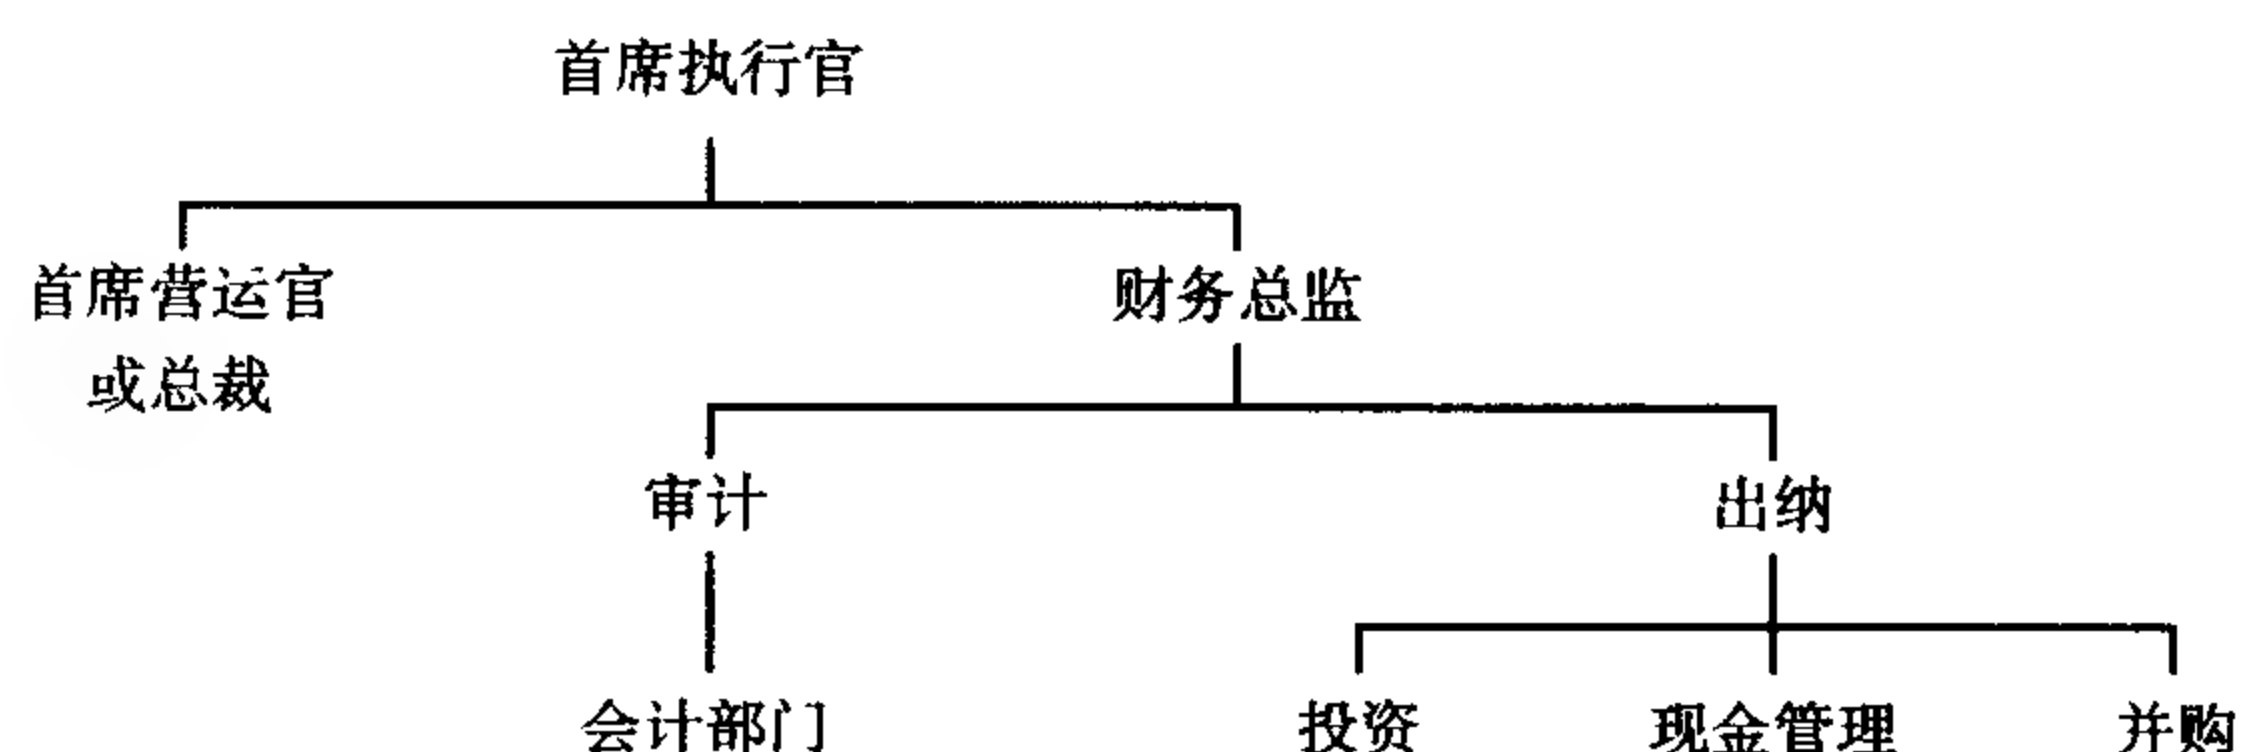 首席执行官
首席营运官
或总裁
财务总监
审计
出纳
会计部门
投资
现金管理
并购